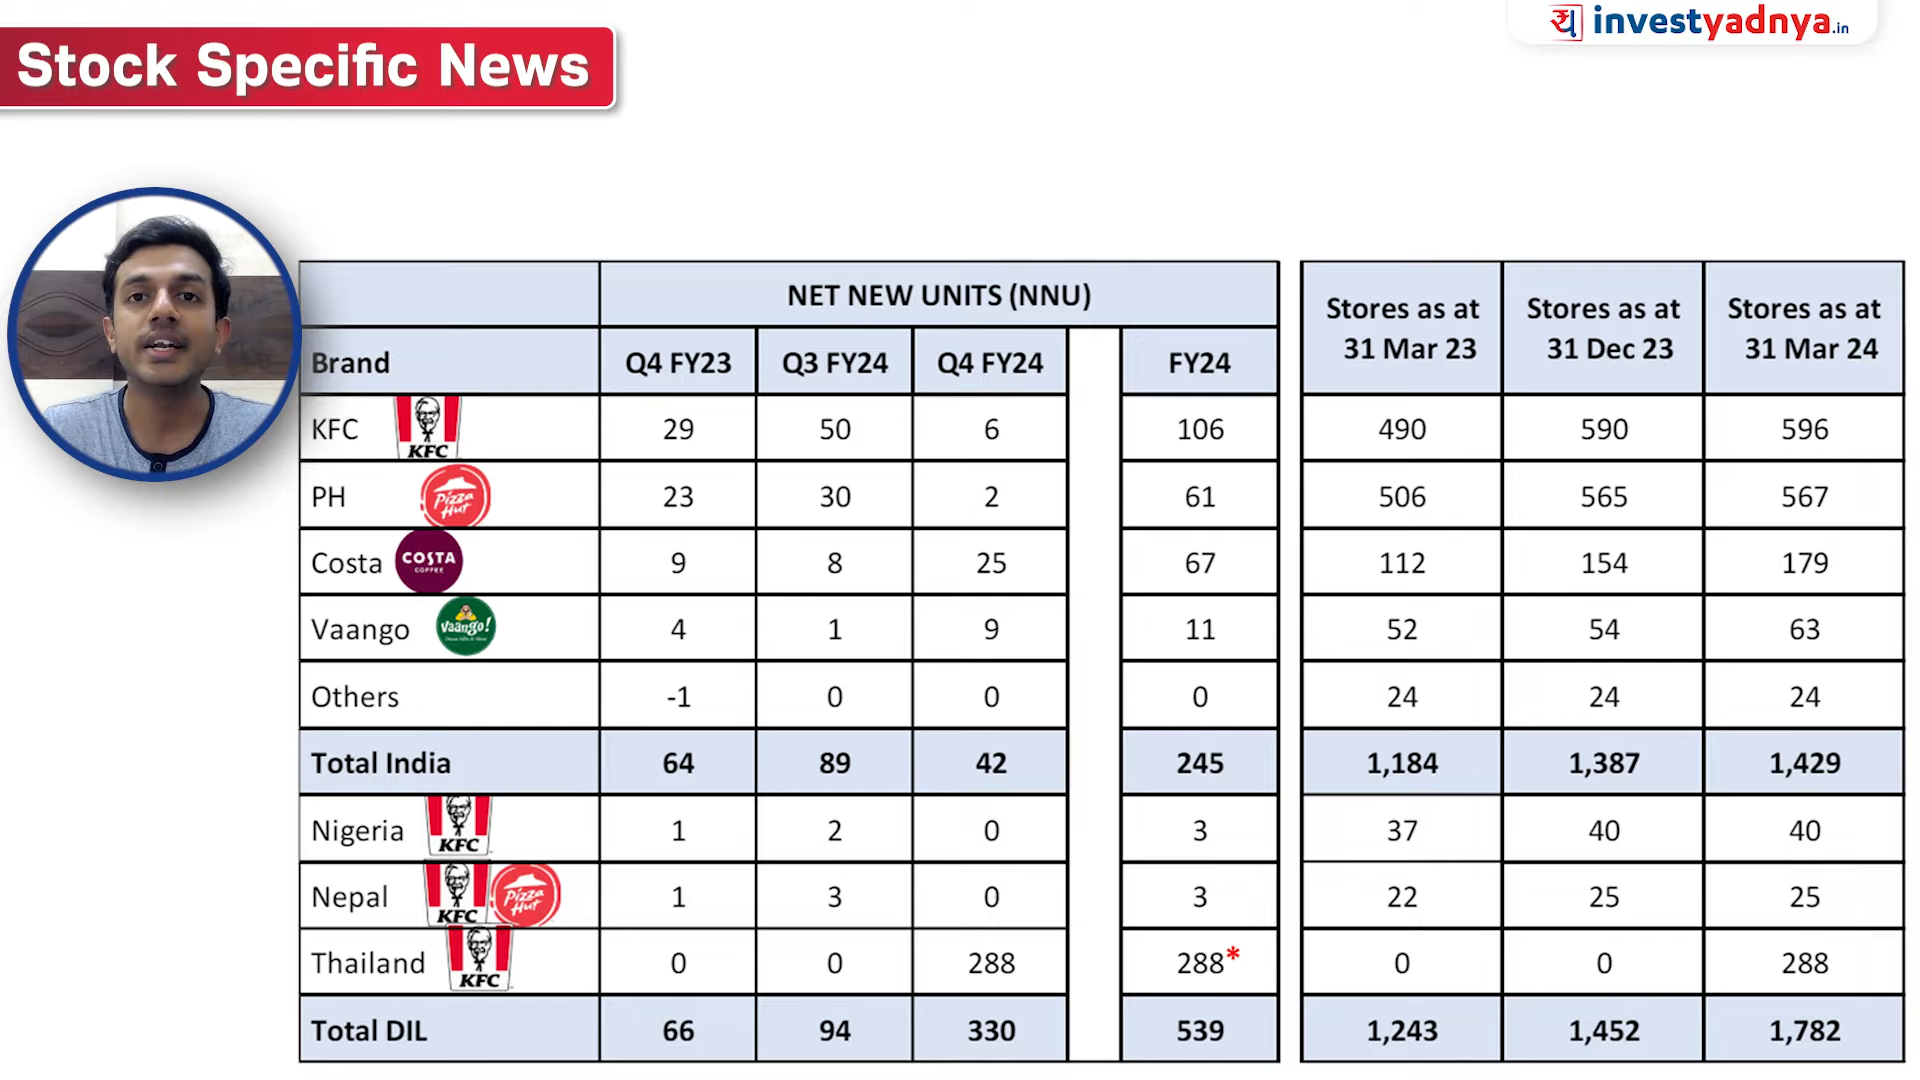 investyadnya.in
Stock Specific News
NET NEW UNITS (NNU)
Stores as at 31 Mar 23
Stores as at 31 Dec 23
Stores as at 31 Mar 24
Brand Q4 FY23 Q3 FY24 Q4 FY24 FY24
KFC KFC 29 50 6 106 490 590 596
PH Pizza Hut 23 30 2 61 506 565 567
Costa COSTA COFFEE 9 8 25 67 112 154 179
Vaango Vaango! 4 1 9 11 52 54 63
Others -1 0 0 0 24 24 24
Total India 64 89 42 245 1,184 1,387 1,429
Nigeria KFC 1 2 0 3 37 40 40
Nepal KFC Pizza Hut 1 3 0 3 22 25 25
Thailand KFC 0 0 288 288* 0 0 288
Total DIL 66 94 330 539 1,243 1,452 1,782